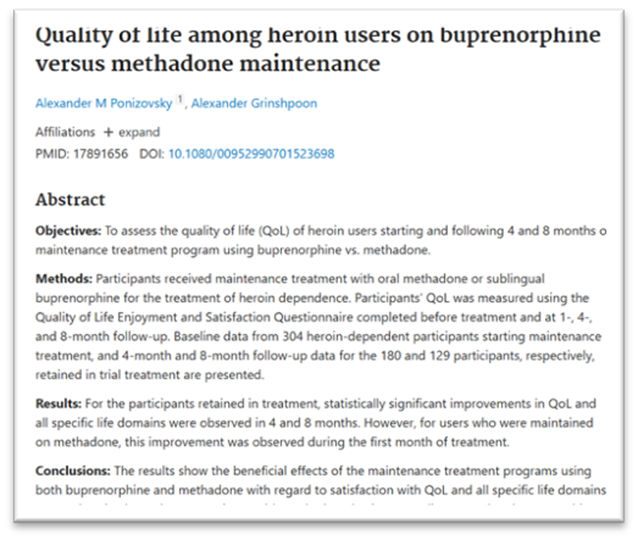 Quality of life among heroin users on buprenorphine
versus methadone maintenance
Alexander M Ponizovsky 1, Alexander Grinshpoon
Affiliations + expand
PMID: 17891656 DOI: 10.1080/00952990701523698
Abstract
Objectives: To assess the quality of life (QoL) of heroin users starting and following 4 and 8 months o
maintenance treatment program using buprenorphine vs. methadone.
Methods: Participants received maintenance treatment with oral methadone or sublingual
buprenorphine for the treatment of heroin dependence. Participants' QoL was measured using the
Quality of Life Enjoyment and Satisfaction Questionnaire completed before treatment and at 1-, 4-,
and 8-month follow-up. Baseline data from 304 heroin-dependent participants starting maintenance
treatment, and 4-month and 8-month follow-up data for the 180 and 129 participants, respectively,
retained in trial treatment are presented.
Results: For the participants retained in treatment, statistically significant improvements in QoL and
all specific life domains were observed in 4 and 8 months. However, for users who were maintained
on methadone, this improvement was observed during the first month of treatment.
Conclusions: The results show the beneficial effects of the maintenance treatment programs using
both buprenorphine and methadone with regard to satisfaction with QoL and all specific life domains